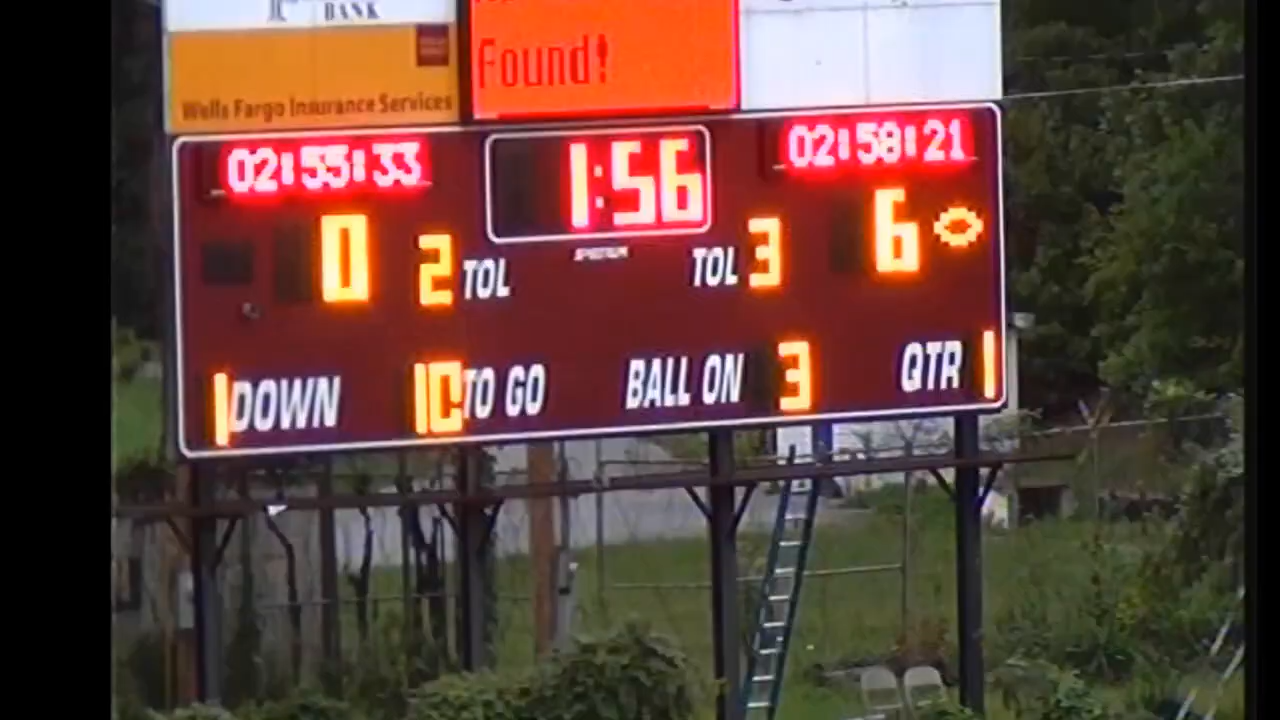 BANK
Wells Fargo Insurance Services
Found!
02:55:33
1:56
02:58:21
0
2 TOL
SPECTRUM
TOL 3
6
1 DOWN
10 TO GO
BALL ON 3
QTR 1